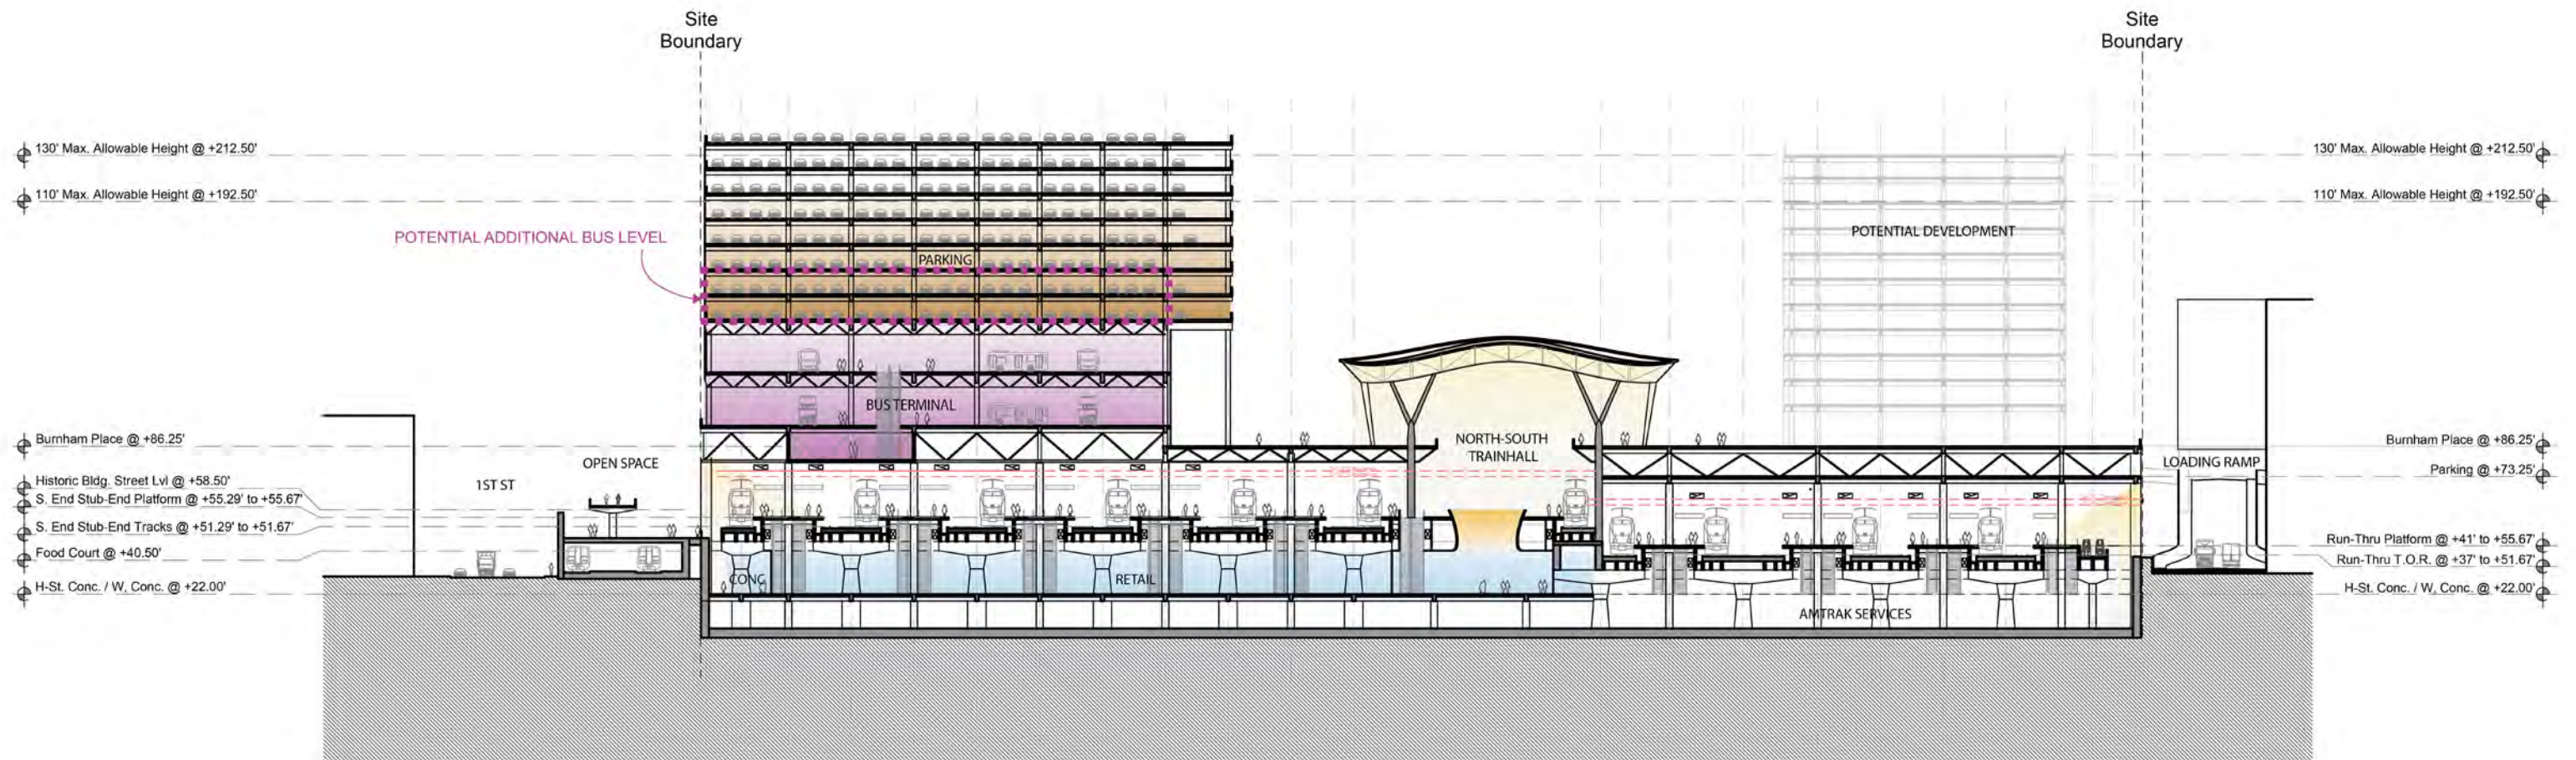 Site
Boundary
Site
Boundary
130' Max. Allowable Height @ +212.50'
130' Max. Allowable Height @ +212.50'
110' Max. Allowable Height @ +192.50'
110' Max. Allowable Height @ +192.50'
POTENTIAL ADDITIONAL BUS LEVEL
POTENTIAL DEVELOPMENT
PARKING
BUS TERMINAL
Burnham Place @ +86.25'
NORTH-SOUTH
TRAINHALL
Burnham Place @ +86.25'
OPEN SPACE
LOADING RAMP
Parking @ +73.25'
Historic Bldg. Street Lvl @ +58.50'
1ST ST
S. End Stub-End Platform @ +55.29' to +55.67'
S. End Stub-End Tracks @ +51.29' to +51.67'
Run-Thru Platform @ +41' to +55.67'
Food Court @ +40.50'
Run-Thru T.O.R. @ +37' to +51.67'
CONC
RETAIL
H-St. Conc. / W. Conc. @ +22.00'
H-St. Conc. / W. Conc. @ +22.00'
AMTRAK SERVICES